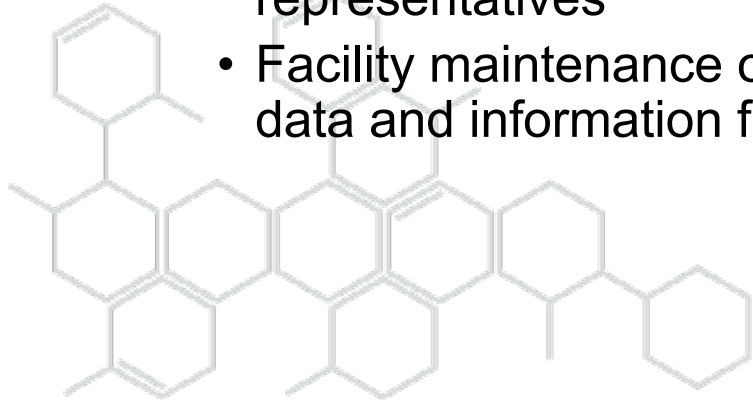 representatives
• Facility maintenance
data and information